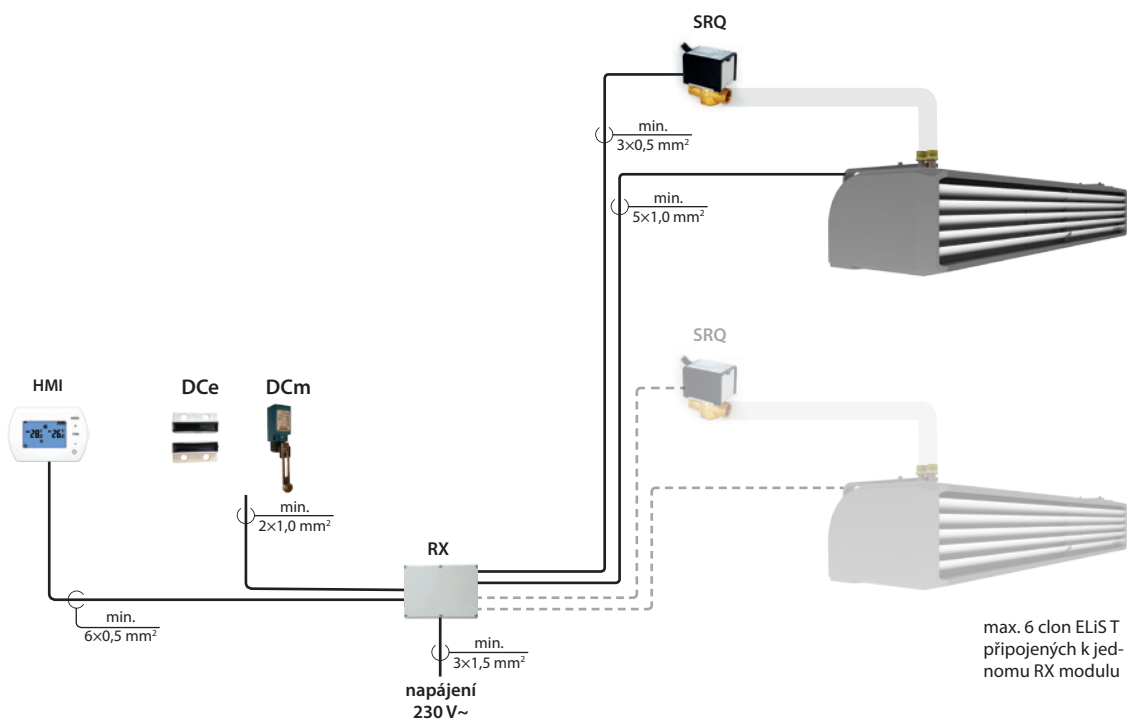 SRQ
min.
3×0,5 mm²
min.
5×1,0 mm²
SRQ
HMI
DCe
DCm
min.
2×1,0 mm²
RX
min.
6×0,5 mm²
min.
3×1,5 mm²
napájení
230 V~
max. 6 clon ELiS T
připojených k jed-
nomu RX modulu